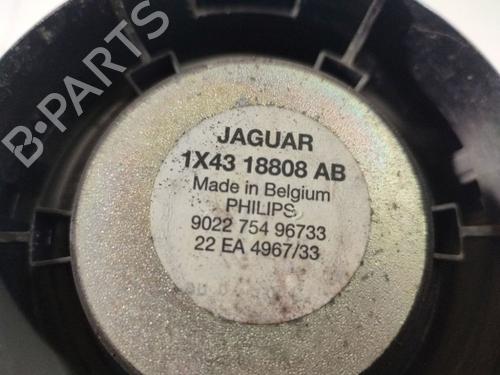 B-PARTS
JAGUAR
1X43 18808 AB
Made in Belgium
PHILIPS
9022 754 96733
22 EA 4967/33